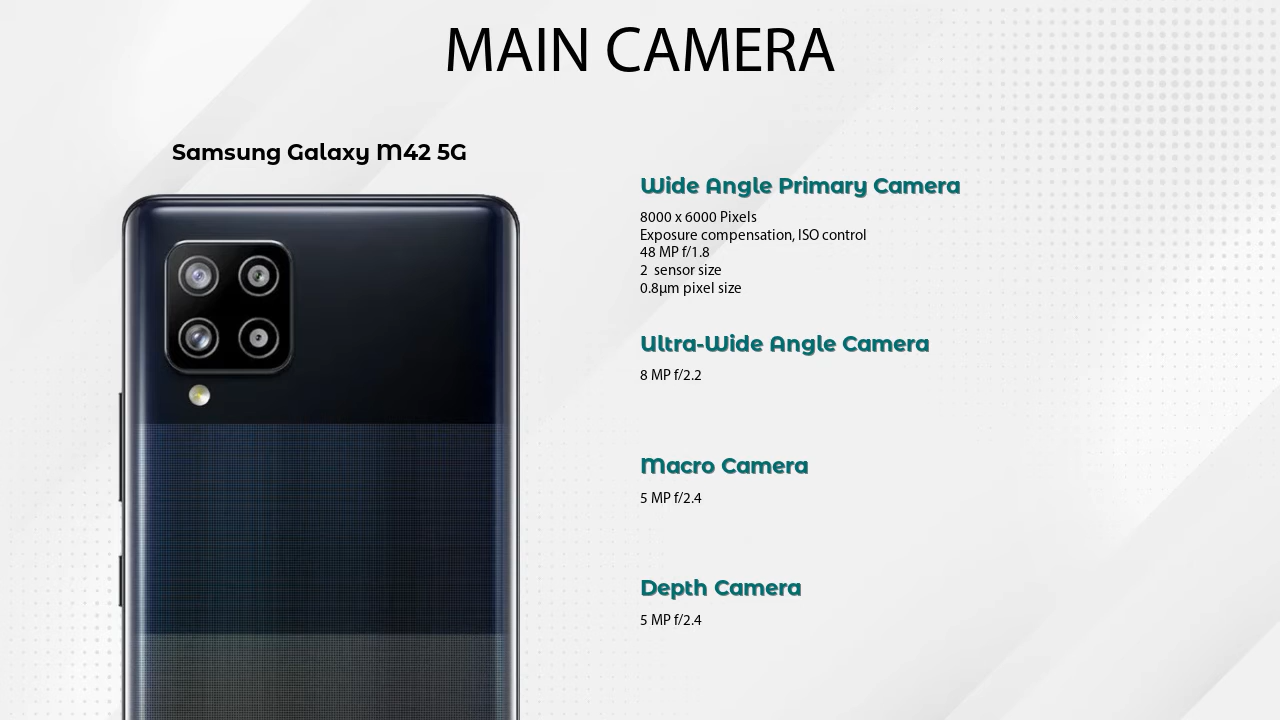 MAIN CAMERA
Samsung Galaxy M42 5G
Wide Angle Primary Camera
8000 x 6000 Pixels
Exposure compensation, ISO control
48 MP f/1.8
2  sensor size
0.8µm pixel size
Ultra-Wide Angle Camera
8 MP f/2.2
Macro Camera
5 MP f/2.4
Depth Camera
5 MP f/2.4